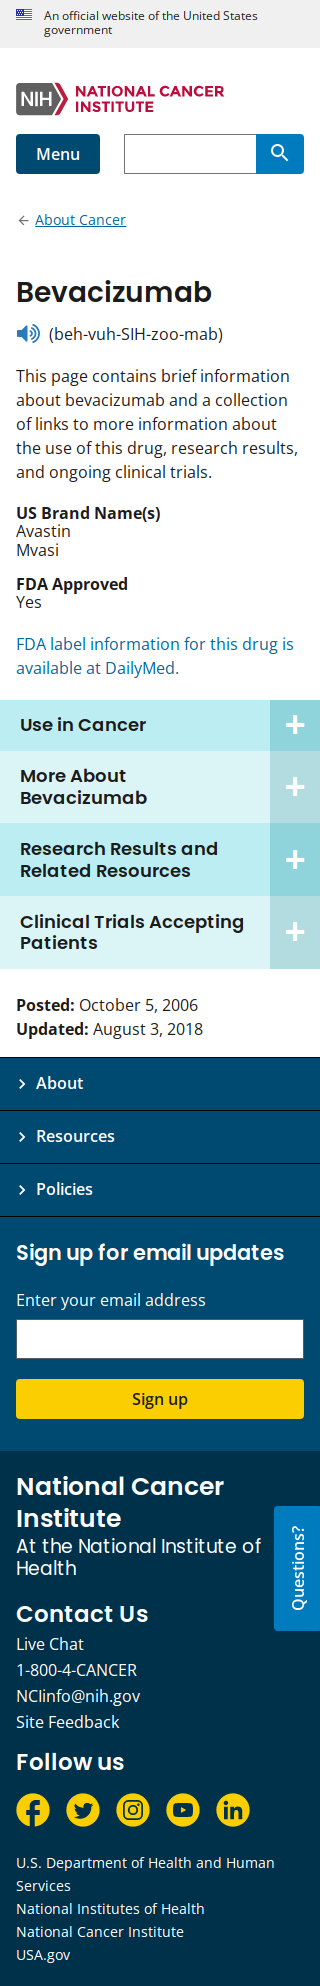 An official website of the United States
government
NIH
NATIONAL CANCER
INSTITUTE
Menu
About Cancer
Bevacizumab
(beh-vuh-SIH-zoo-mab)
This page contains brief information
about bevacizumab and a collection
of links to more information about
the use of this drug, research results,
and ongoing clinical trials.
US Brand Name(s)
Avastin
Mvasi
FDA Approved
Yes
FDA label information for this drug is
available at DailyMed.
Use in Cancer
More About
Bevacizumab
Research Results and
Related Resources
Clinical Trials Accepting
Patients
Posted: October 5, 2006
Updated: August 3, 2018
About
Resources
Policies
Sign up for email updates
Enter your email address
Sign up
National Cancer
Institute
At the National Institute of
Health
Questions?
Contact Us
Live Chat
1-800-4-CANCER
NCIinfo@nih.gov
Site Feedback
Follow us
U.S. Department of Health and Human
Services
National Institutes of Health
National Cancer Institute
USA.gov